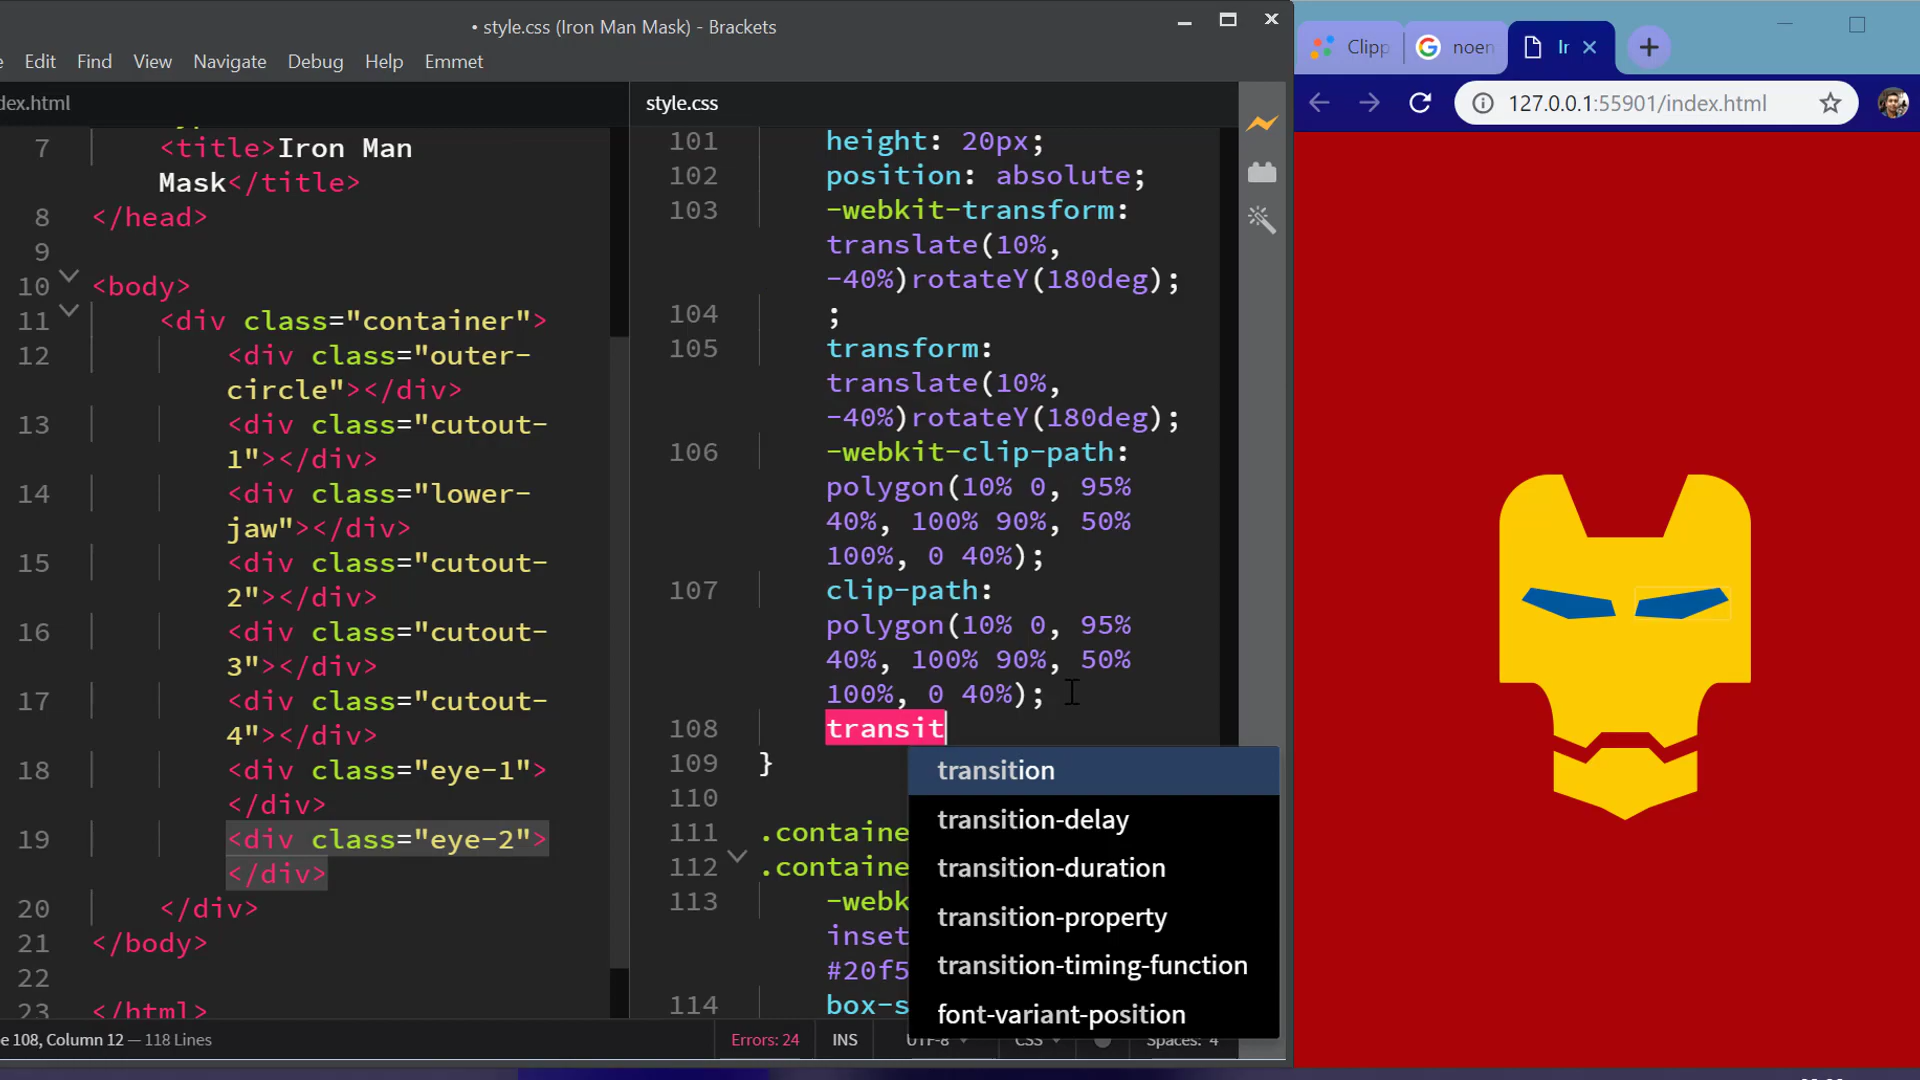 • style.css (Iron Man Mask) - Brackets
Edit Find View Navigate Debug Help Emmet
dex.html
7 <title>Iron Man
Mask</title>
8 </head>
9
10 <body>
11 <div class="container">
12 <div class="outer-
circle"></div>
13 <div class="cutout-
1"></div>
14 <div class="lower-
jaw"></div>
15 <div class="cutout-
2"></div>
16 <div class="cutout-
3"></div>
17 <div class="cutout-
4"></div>
18 <div class="eye-1">
</div>
19 <div class="eye-2">
</div>
20 </div>
21 </body>
22
23 </html>
style.css
101 height: 20px;
102 position: absolute;
103 -webkit-transform:
translate(10%,
-40%)rotateY(180deg);
104 ;
105 transform:
translate(10%,
-40%)rotateY(180deg);
106 -webkit-clip-path:
polygon(10% 0, 95%
40%, 100% 90%, 50%
100%, 0 40%);
107 clip-path:
polygon(10% 0, 95%
40%, 100% 90%, 50%
100%, 0 40%);
108 transit
109 }
110
111 .containe
112 .containe
113 -webk
inset
#20f5
114 box-s
transition
transition-delay
transition-duration
transition-property
transition-timing-function
font-variant-position
e 108, Column 12 — 118 Lines
Errors: 24 INS UTF-8 CSS Spaces: 4
Clipp noen Ir
127.0.0.1:55901/index.html